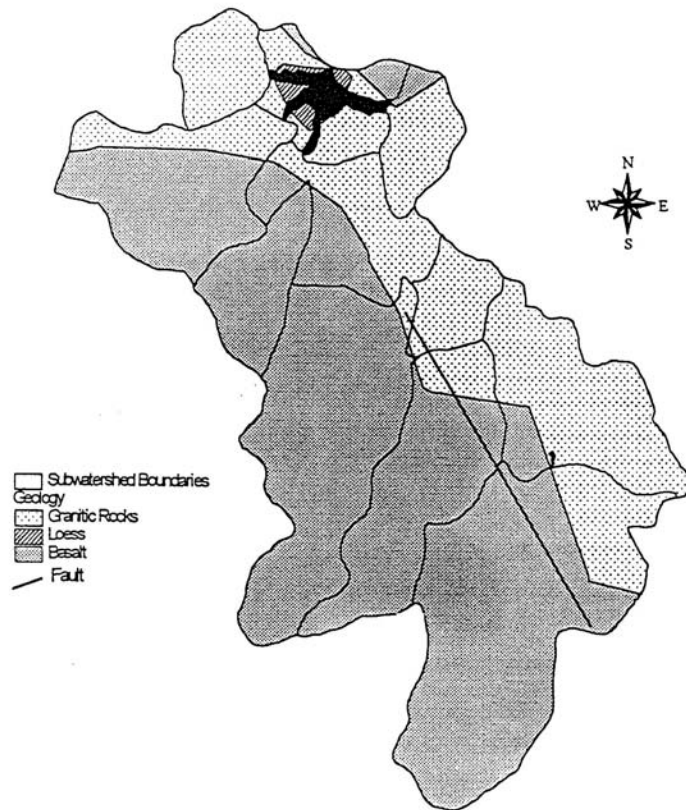 N
W E
S
Subwatershed Boundaries
Geology
Granitic Rocks
Loess
Basalt
Fault